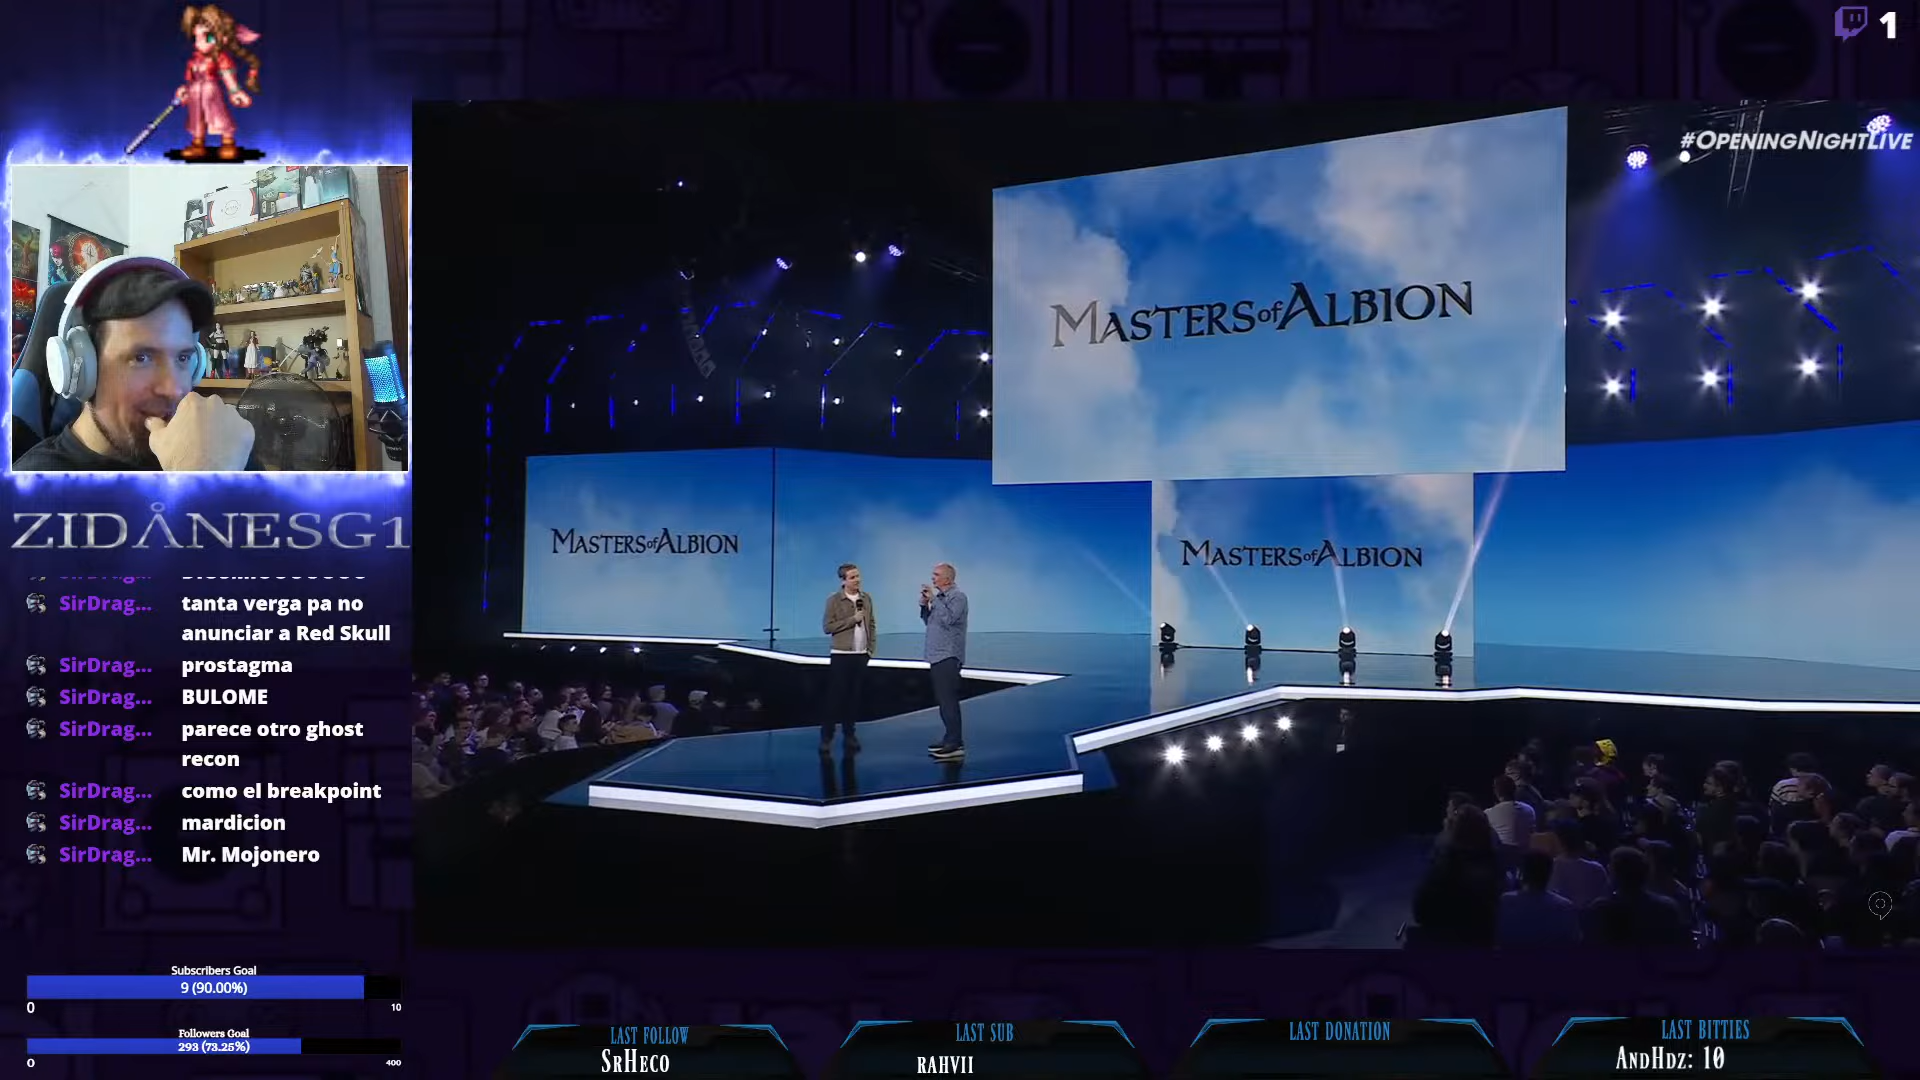 1
#OPENINGNIGHTLIVE
MASTERS of ALBION
MASTERS of ALBION
MASTERS of ALBION
ZIDÅNESG1
SirDrag... tanta verga pa no
anunciar a Red Skull
SirDrag... prostagma
SirDrag... BULOME
SirDrag... parece otro ghost
recon
SirDrag... como el breakpoint
SirDrag... mardicion
SirDrag... Mr. Mojonero
Subscribers Goal
9 (90.00%)
0 10
Followers Goal
293 (73.25%)
0 400
LAST FOLLOW
SRHECO
LAST SUB
RAHVII
LAST DONATION
LAST BITTIES
ANDHDZ: 10